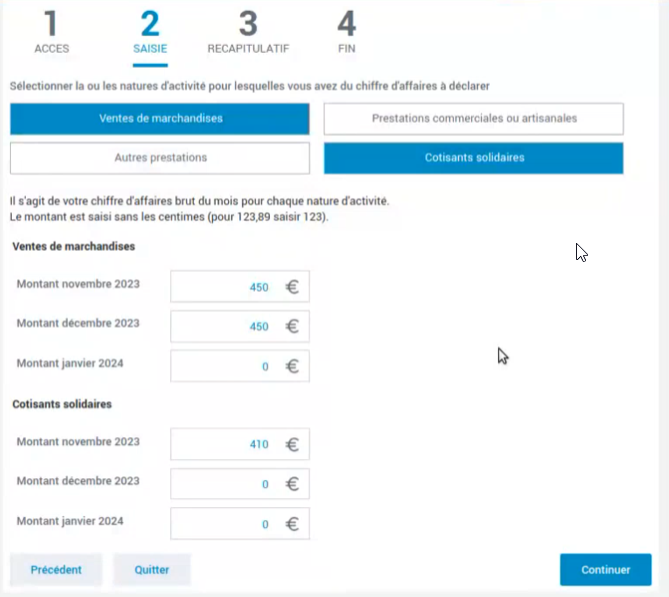 1 2 3 4
ACCES SAISIE RECAPITULATIF FIN
Sélectionner la ou les natures d'activité pour lesquelles vous avez du chiffre d'affaires à déclarer
Ventes de marchandises Prestations commerciales ou artisanales
Autres prestations Cotisants solidaires
Il s'agit de votre chiffre d'affaires brut du mois pour chaque nature d'activité.
Le montant est saisi sans les centimes (pour 123,89 saisir 123).
Ventes de marchandises
Montant novembre 2023 450 €
Montant décembre 2023 450 €
Montant janvier 2024 0 €
Cotisants solidaires
Montant novembre 2023 410 €
Montant décembre 2023 0 €
Montant janvier 2024 0 €
Précédent Quitter Continuer